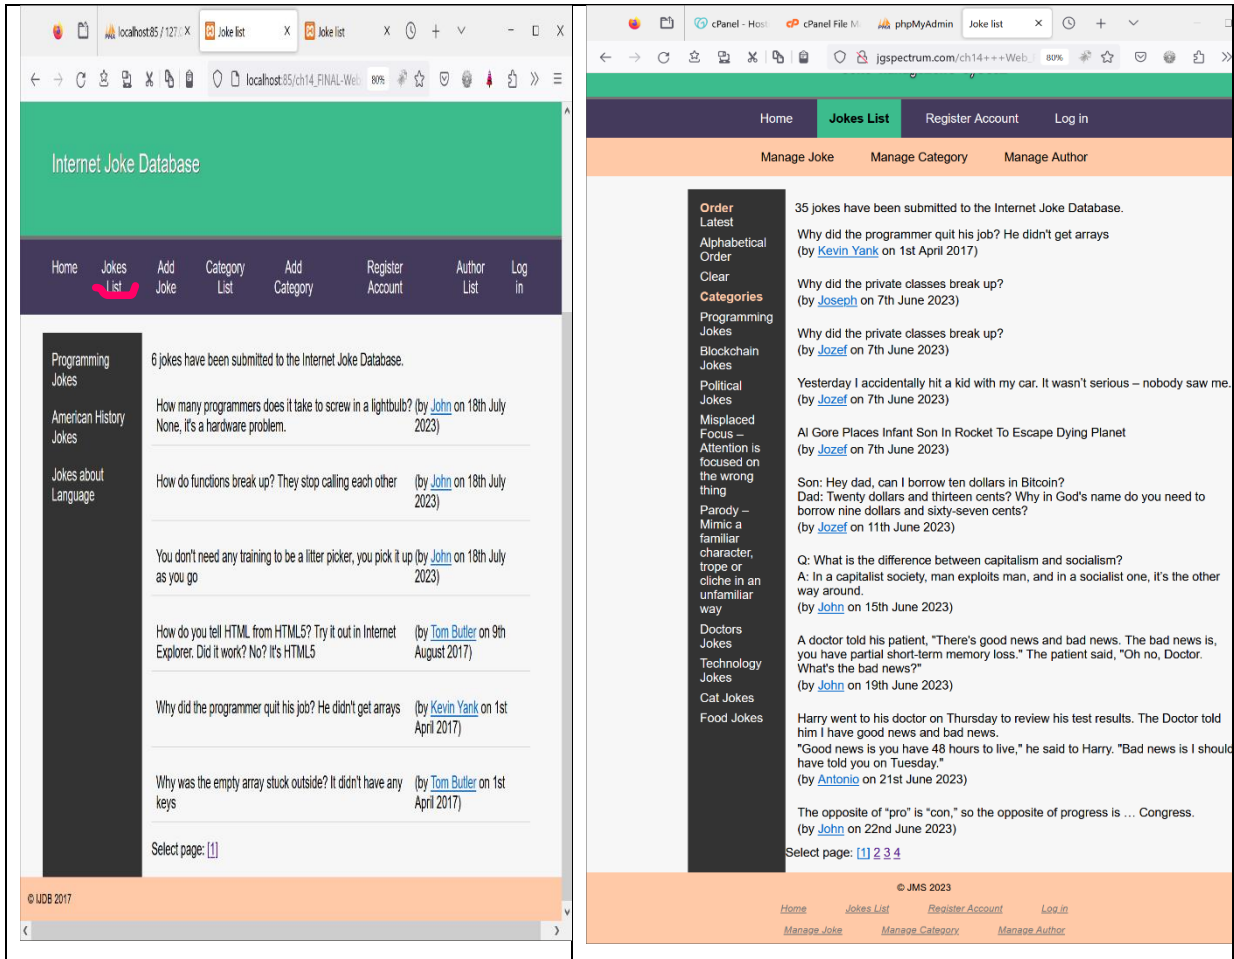 localhost:85 / 127.
Joke list
Joke list
localhost:85/ch14_FINAL-Web
80%
Internet Joke Database
Home
Jokes List
Add Joke
Category List
Add Category
Register Account
Author List
Log in
Programming Jokes
American History Jokes
Jokes about Language
6 jokes have been submitted to the Internet Joke Database.
How many programmers does it take to screw in a lightbulb? (by John on 18th July
None, it's a hardware problem. 2023)
How do functions break up? They stop calling each other (by John on 18th July
2023)
You don't need any training to be a litter picker, you pick it up (by John on 18th July
as you go 2023)
How do you tell HTML from HTML5? Try it out in Internet (by Tom Butler on 9th
Explorer. Did it work? No? It's HTML5 August 2017)
Why did the programmer quit his job? He didn't get arrays (by Kevin Yank on 1st
April 2017)
Why was the empty array stuck outside? It didn't have any (by Tom Butler on 1st
keys April 2017)
Select page: [1]
© IJDB 2017
cPanel - Host
cPanel File M
phpMyAdmin
Joke list
jgspectrum.com/ch14+++Web_
80%
Home Jokes List Register Account Log in
Manage Joke Manage Category Manage Author
Order
Latest
Alphabetical
Order
Clear
Categories
Programming
Jokes
Blockchain
Jokes
Political
Jokes
Misplaced
Focus –
Attention is
focused on
the wrong
thing
Parody –
Mimic a
familiar
character,
trope or
cliche in an
unfamiliar
way
Doctors
Jokes
Technology
Jokes
Cat Jokes
Food Jokes
35 jokes have been submitted to the Internet Joke Database.
Why did the programmer quit his job? He didn't get arrays
(by Kevin Yank on 1st April 2017)
Why did the private classes break up?
(by Joseph on 7th June 2023)
Why did the private classes break up?
(by Jozef on 7th June 2023)
Yesterday I accidentally hit a kid with my car. It wasn't serious – nobody saw me.
(by Jozef on 7th June 2023)
Al Gore Places Infant Son In Rocket To Escape Dying Planet
(by Jozef on 7th June 2023)
Son: Hey dad, can I borrow ten dollars in Bitcoin?
Dad: Twenty dollars and thirteen cents? Why in God's name do you need to
borrow nine dollars and sixty-seven cents?
(by Jozef on 11th June 2023)
Q: What is the difference between capitalism and socialism?
A: In a capitalist society, man exploits man, and in a socialist one, it's the other
way around.
(by John on 15th June 2023)
A doctor told his patient, "There's good news and bad news. The bad news is,
you have partial short-term memory loss." The patient said, "Oh no, Doctor.
What's the bad news?"
(by John on 19th June 2023)
Harry went to his doctor on Thursday to review his test results. The Doctor told
him I have good news and bad news.
"Good news is you have 48 hours to live," he said to Harry. "Bad news is I should
have told you on Tuesday."
(by Antonio on 21st June 2023)
The opposite of “pro” is “con,” so the opposite of progress is … Congress.
(by John on 22nd June 2023)
Select page: [1] 2 3 4
© JMS 2023
Home Jokes List Register Account Log in
Manage Joke Manage Category Manage Author